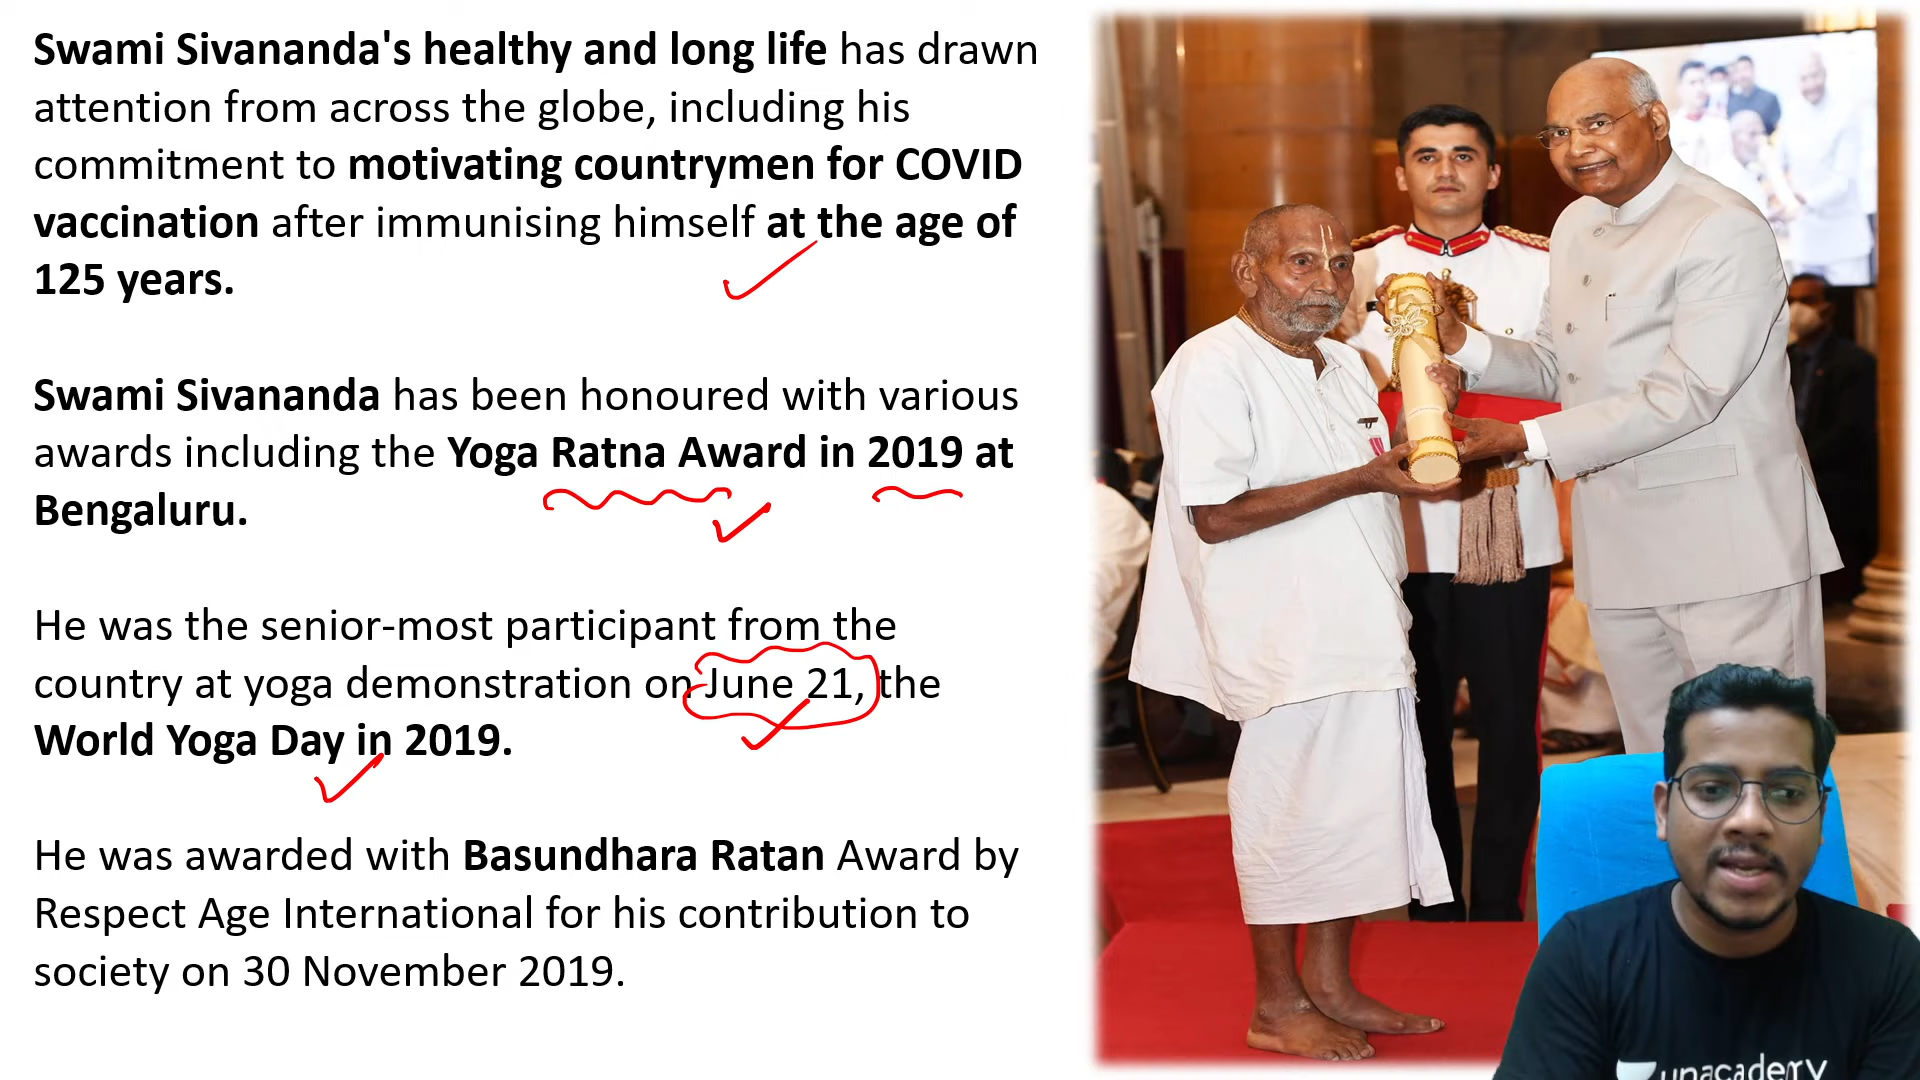 Swami Sivananda's healthy and long life has drawn
attention from across the globe, including his
commitment to motivating countrymen for COVID
vaccination after immunising himself at the age of
125 years.
Swami Sivananda has been honoured with various
awards including the Yoga Ratna Award in 2019 at
Bengaluru.
He was the senior-most participant from the
country at yoga demonstration on June 21, the
World Yoga Day in 2019.
He was awarded with Basundhara Ratan Award by
Respect Age International for his contribution to
society on 30 November 2019.
unacademy